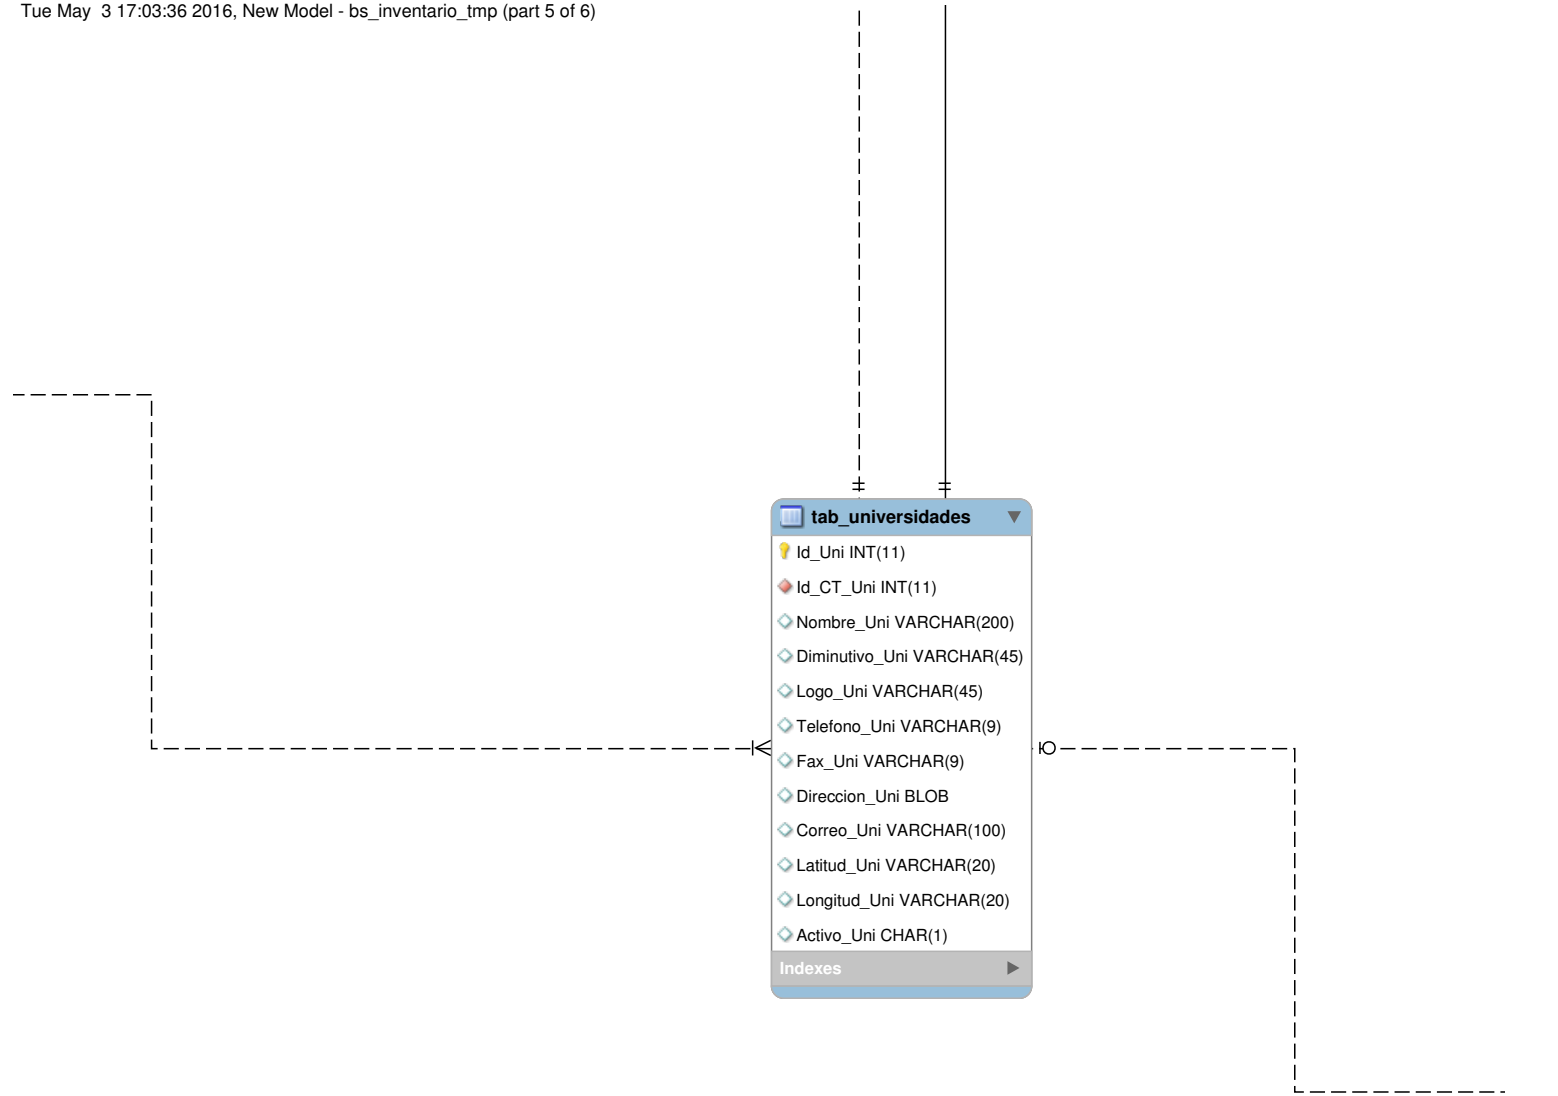 Tue May  3 17:03:36 2016, New Model - bs_inventario_tmp (part 5 of 6)
tab_universidades
Id_Uni INT(11)
Id_CT_Uni INT(11)
Nombre_Uni VARCHAR(200)
Diminutivo_Uni VARCHAR(45)
Logo_Uni VARCHAR(45)
Telefono_Uni VARCHAR(9)
Fax_Uni VARCHAR(9)
Direccion_Uni BLOB
Correo_Uni VARCHAR(100)
Latitud_Uni VARCHAR(20)
Longitud_Uni VARCHAR(20)
Activo_Uni CHAR(1)
Indexes